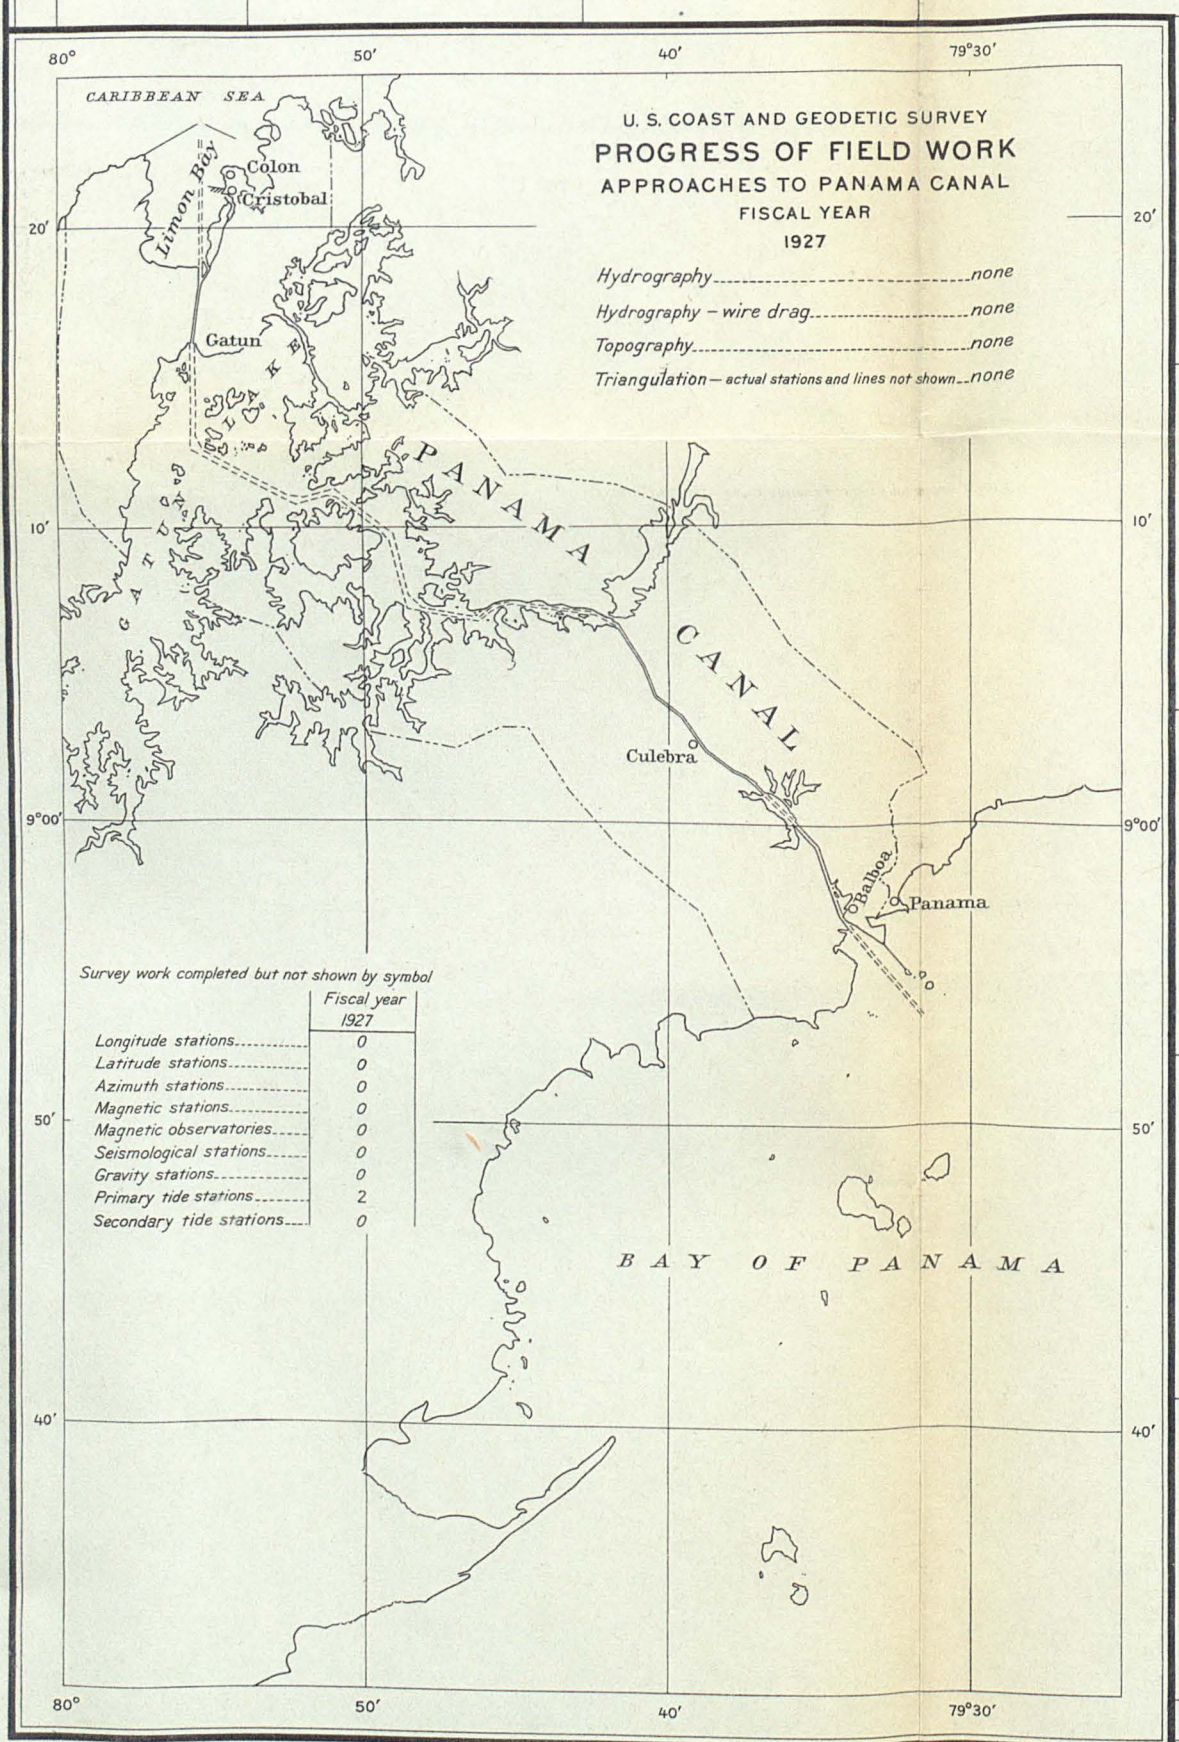 80° 50' 40' 79°30'
CARIBBEAN SEA
U. S. COAST AND GEODETIC SURVEY
PROGRESS OF FIELD WORK
APPROACHES TO PANAMA CANAL
FISCAL YEAR
1927
Hydrography none
Hydrography – wire drag none
Topography none
Triangulation – actual stations and lines not shown none
Colon
Cristobal
Limon Bay
20' 20'
Gatun
GATUN LAKE
PANAMA CANAL
10' 10'
Culebra
9°00' 9°00'
Balboa
Panama
Survey work completed but not shown by symbol
Fiscal year
1927
Longitude stations 0
Latitude stations 0
Azimuth stations 0
Magnetic stations 0
Magnetic observatories 0
Seismological stations 0
Gravity stations 0
Primary tide stations 2
Secondary tide stations 0
50' 50'
BAY OF PANAMA
40' 40'
80° 50' 40' 79°30'